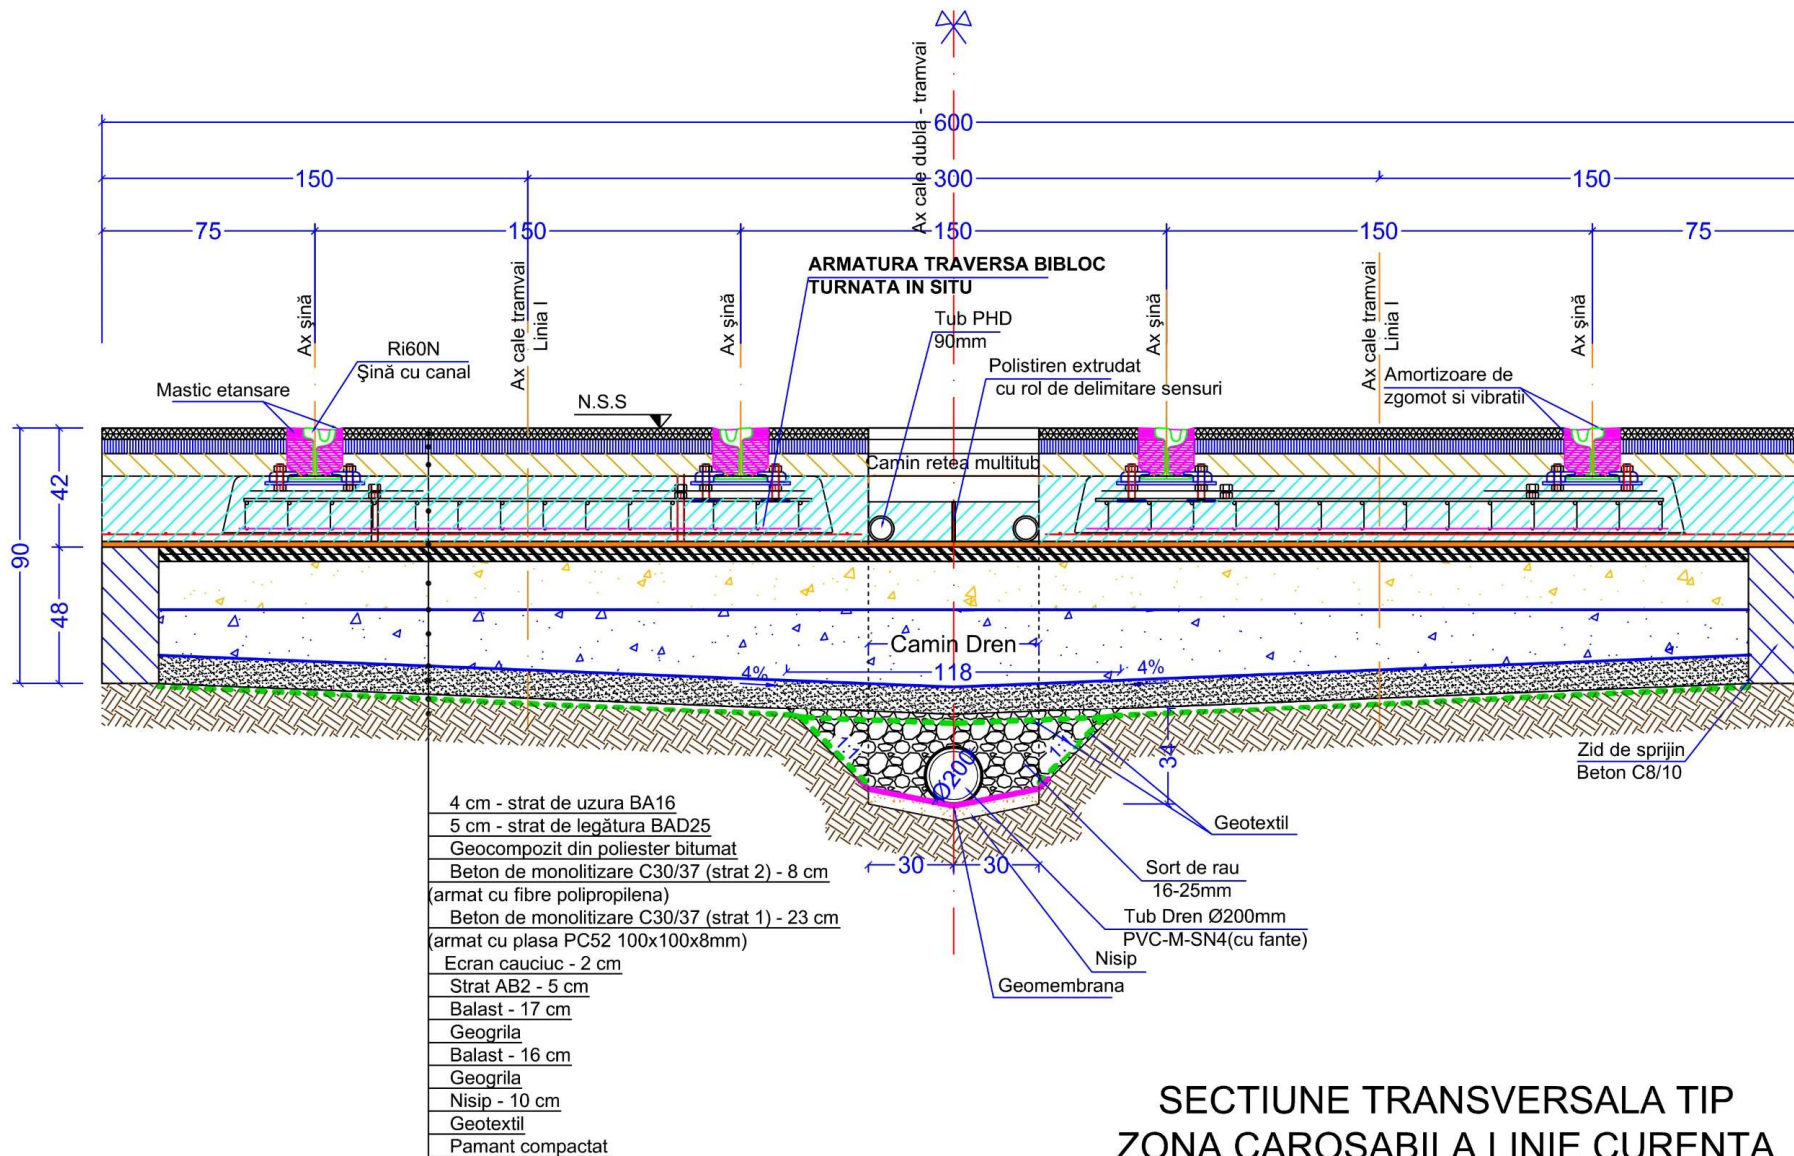 Ax cale dubla - tramvai
600
150
300
150
75
150
150
150
75
ARMATURA TRAVERSA BIBLOC
TURNATA IN SITU
Ax șină
Ax cale tramvai
Linia I
Ax șină
Ax șină
Ax cale tramvai
Linia I
Ax șină
Tub PHD
90mm
Ri60N
Șină cu canal
Mastic etansare
N.S.S
Polistiren extrudat
cu rol de delimitare sensuri
Amortizoare de
zgomot si vibratii
Camin retea multitub
42
90
48
Camin Dren
118
4%
4%
1:1
1:1
Ø200
34
30
30
Zid de sprijin
Beton C8/10
Geotextil
Sort de rau
16-25mm
Tub Dren Ø200mm
PVC-M-SN4(cu fante)
Nisip
Geomembrana
4 cm - strat de uzura BA16
5 cm - strat de legătura BAD25
Geocompozit din poliester bitumat
Beton de monolitizare C30/37 (strat 2) - 8 cm
(armat cu fibre polipropilena)
Beton de monolitizare C30/37 (strat 1) - 23 cm
(armat cu plasa PC52 100x100x8mm)
Ecran cauciuc - 2 cm
Strat AB2 - 5 cm
Balast - 17 cm
Geogrila
Balast - 16 cm
Geogrila
Nisip - 10 cm
Geotextil
Pamant compactat
SECTIUNE TRANSVERSALA TIP
ZONA CAROSABILA LINIE CURENTA